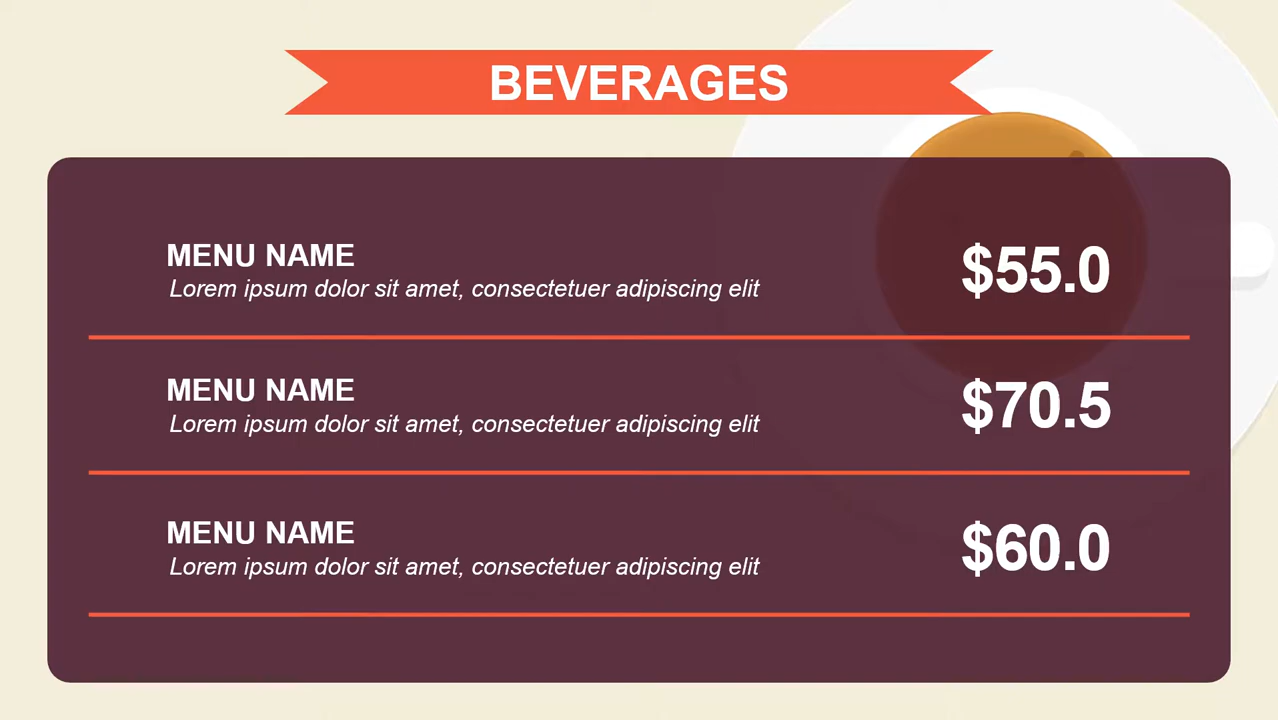 BEVERAGES
MENU NAME
Lorem ipsum dolor sit amet, consectetuer adipiscing elit
$55.0
MENU NAME
Lorem ipsum dolor sit amet, consectetuer adipiscing elit
$70.5
MENU NAME
Lorem ipsum dolor sit amet, consectetuer adipiscing elit
$60.0